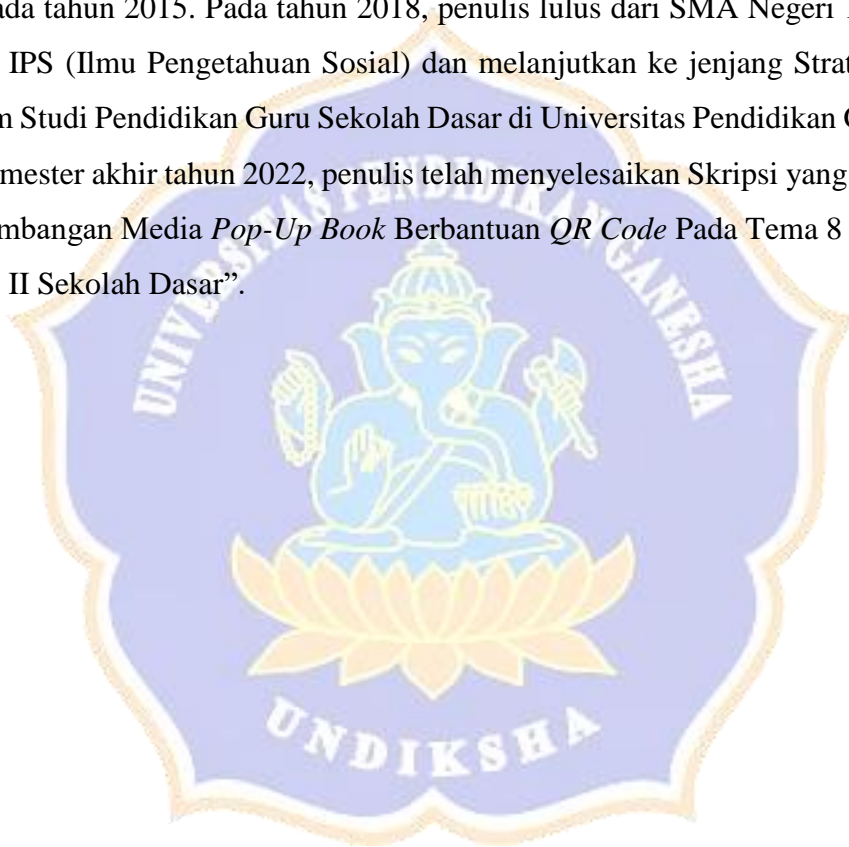 ada tahun 2015. Pada tahun 2018, penulis lulus dari SMA Negeri
IPS (Ilmu Pengetahuan Sosial) dan melanjutkan ke jenjang Strat
m Studi Pendidikan Guru Sekolah Dasar di Universitas Pendidikan
mester akhir tahun 2022, penulis telah menyelesaikan Skripsi yang
mbangan Media Pop-Up Book Berbantuan QR Code Pada Tema 8
II Sekolah Dasar”.
UNIVERSITAS PENDIDIKAN GANESHA
UNDIKSHA